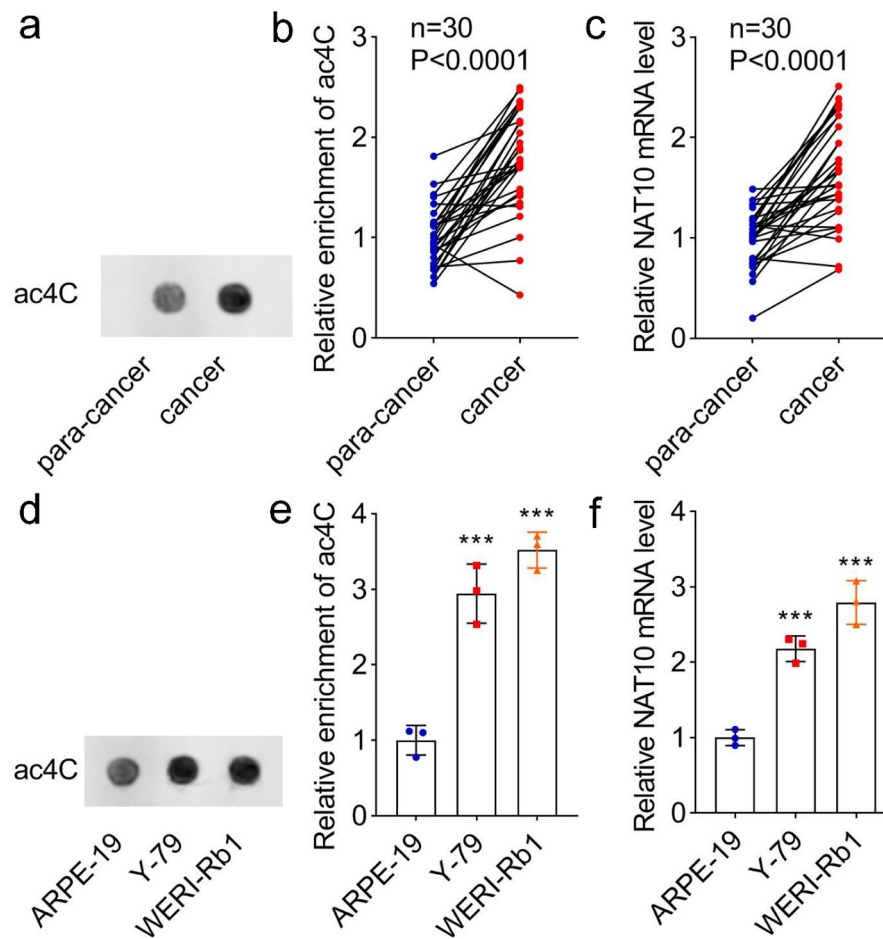 a
ac4C
para-cancer
cancer
b
Relative enrichment of ac4C
n=30
P<0.0001
3
2
1
0
para-cancer
cancer
c
Relative NAT10 mRNA level
n=30
P<0.0001
3
2
1
0
para-cancer
cancer
d
ac4C
ARPE-19
Y-79
WERI-Rb1
e
Relative enrichment of ac4C
4
3
2
1
0
***
***
ARPE-19
Y-79
WERI-Rb1
f
Relative NAT10 mRNA level
4
3
2
1
0
***
***
ARPE-19
Y-79
WERI-Rb1